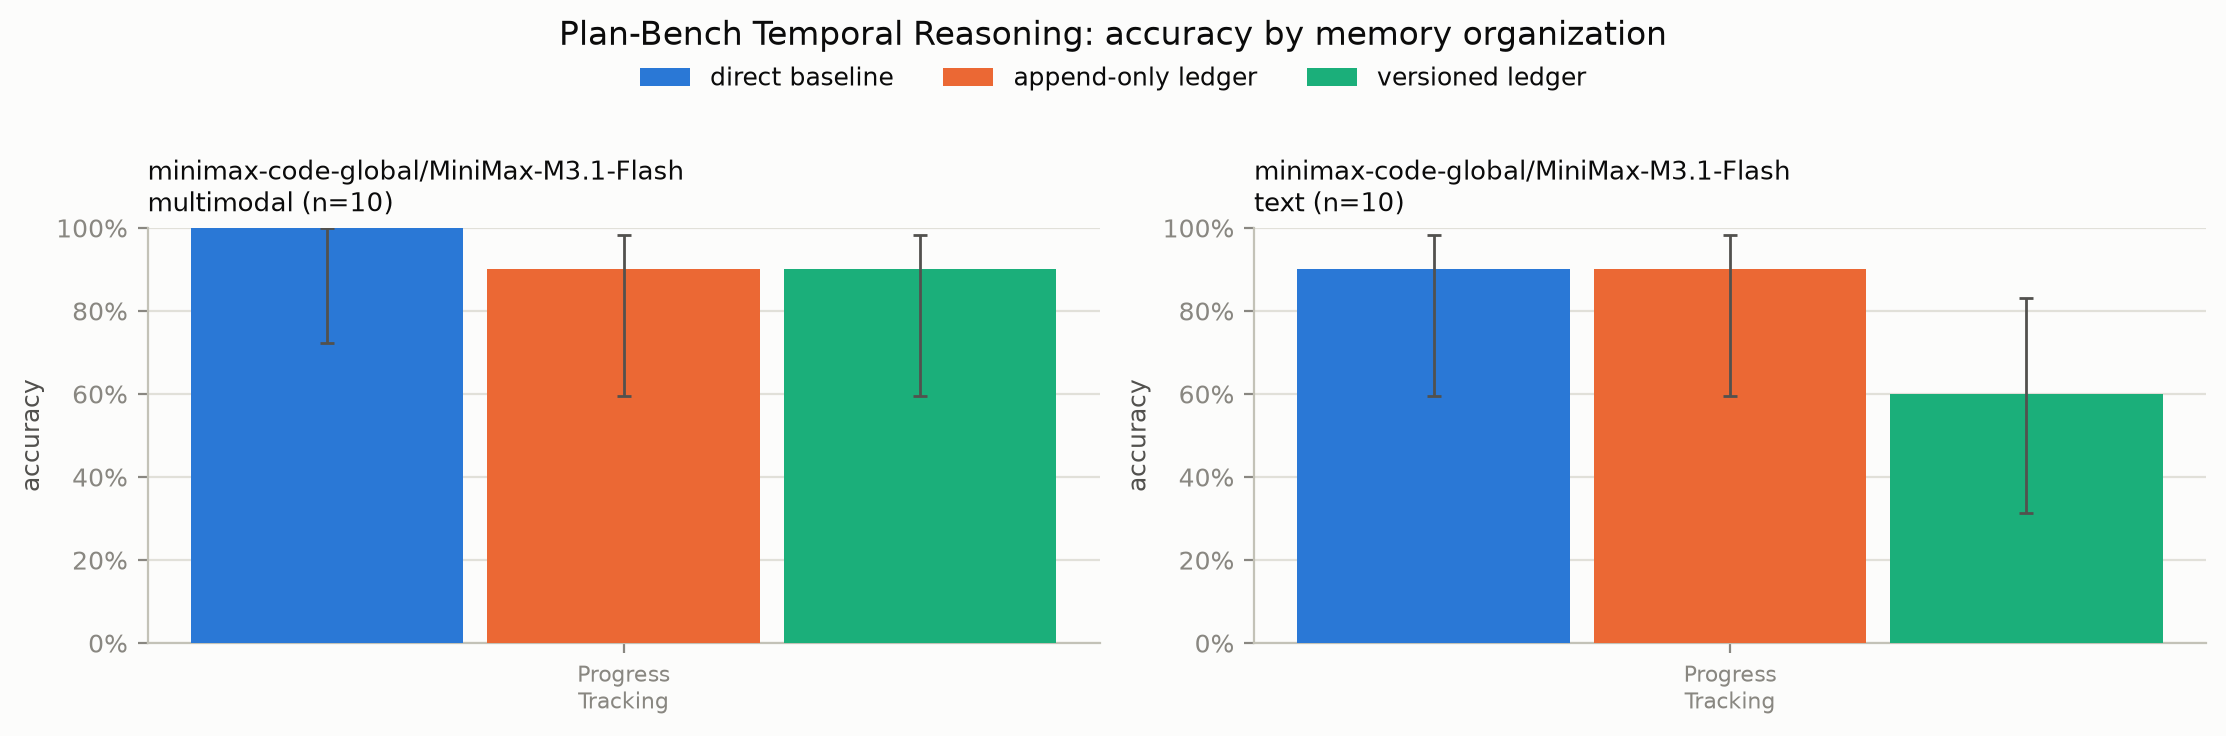 Plan-Bench Temporal Reasoning: accuracy by memory organization
direct baseline
append-only ledger
versioned ledger
minimax-code-global/MiniMax-M3.1-Flash
multimodal (n=10)
100%
80%
60%
40%
20%
0%
accuracy
Progress
Tracking
minimax-code-global/MiniMax-M3.1-Flash
text (n=10)
100%
80%
60%
40%
20%
0%
accuracy
Progress
Tracking